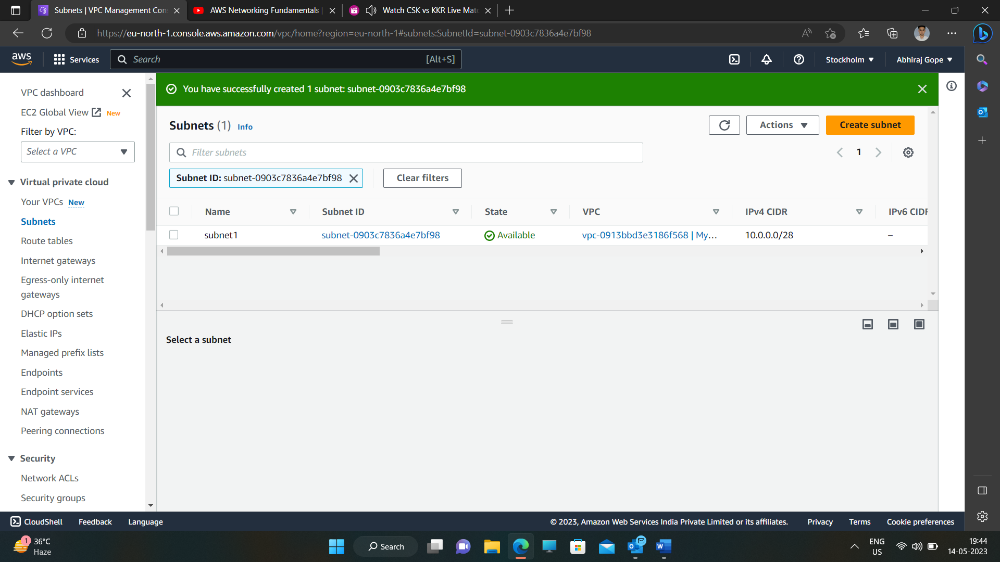 Subnets | VPC Management Con
AWS Networking Fundamentals
Watch CSK vs KKR Live Matc
https://eu-north-1.console.aws.amazon.com/vpc/home?region=eu-north-1#subnets:SubnetId=subnet-0903c7836a4e7bf98
aws
Services
Search
[Alt+S]
Stockholm
Abhiraj Gope
VPC dashboard
EC2 Global View New
Filter by VPC:
Select a VPC
Virtual private cloud
Your VPCs New
Subnets
Route tables
Internet gateways
Egress-only internet
gateways
DHCP option sets
Elastic IPs
Managed prefix lists
Endpoints
Endpoint services
NAT gateways
Peering connections
Security
Network ACLs
Security groups
You have successfully created 1 subnet: subnet-0903c7836a4e7bf98
Subnets (1) Info
Actions
Create subnet
Filter subnets
1
Subnet ID: subnet-0903c7836a4e7bf98
Clear filters
Name Subnet ID State VPC IPv4 CIDR IPv6 CIDR
subnet1 subnet-0903c7836a4e7bf98 Available vpc-0913bbd3e3186f568 | My… 10.0.0.0/28 –
Select a subnet
CloudShell Feedback Language
© 2023, Amazon Web Services India Private Limited or its affiliates. Privacy Terms Cookie preferences
1
36°C
Haze
Search
ENG
US
19:44
14-05-2023